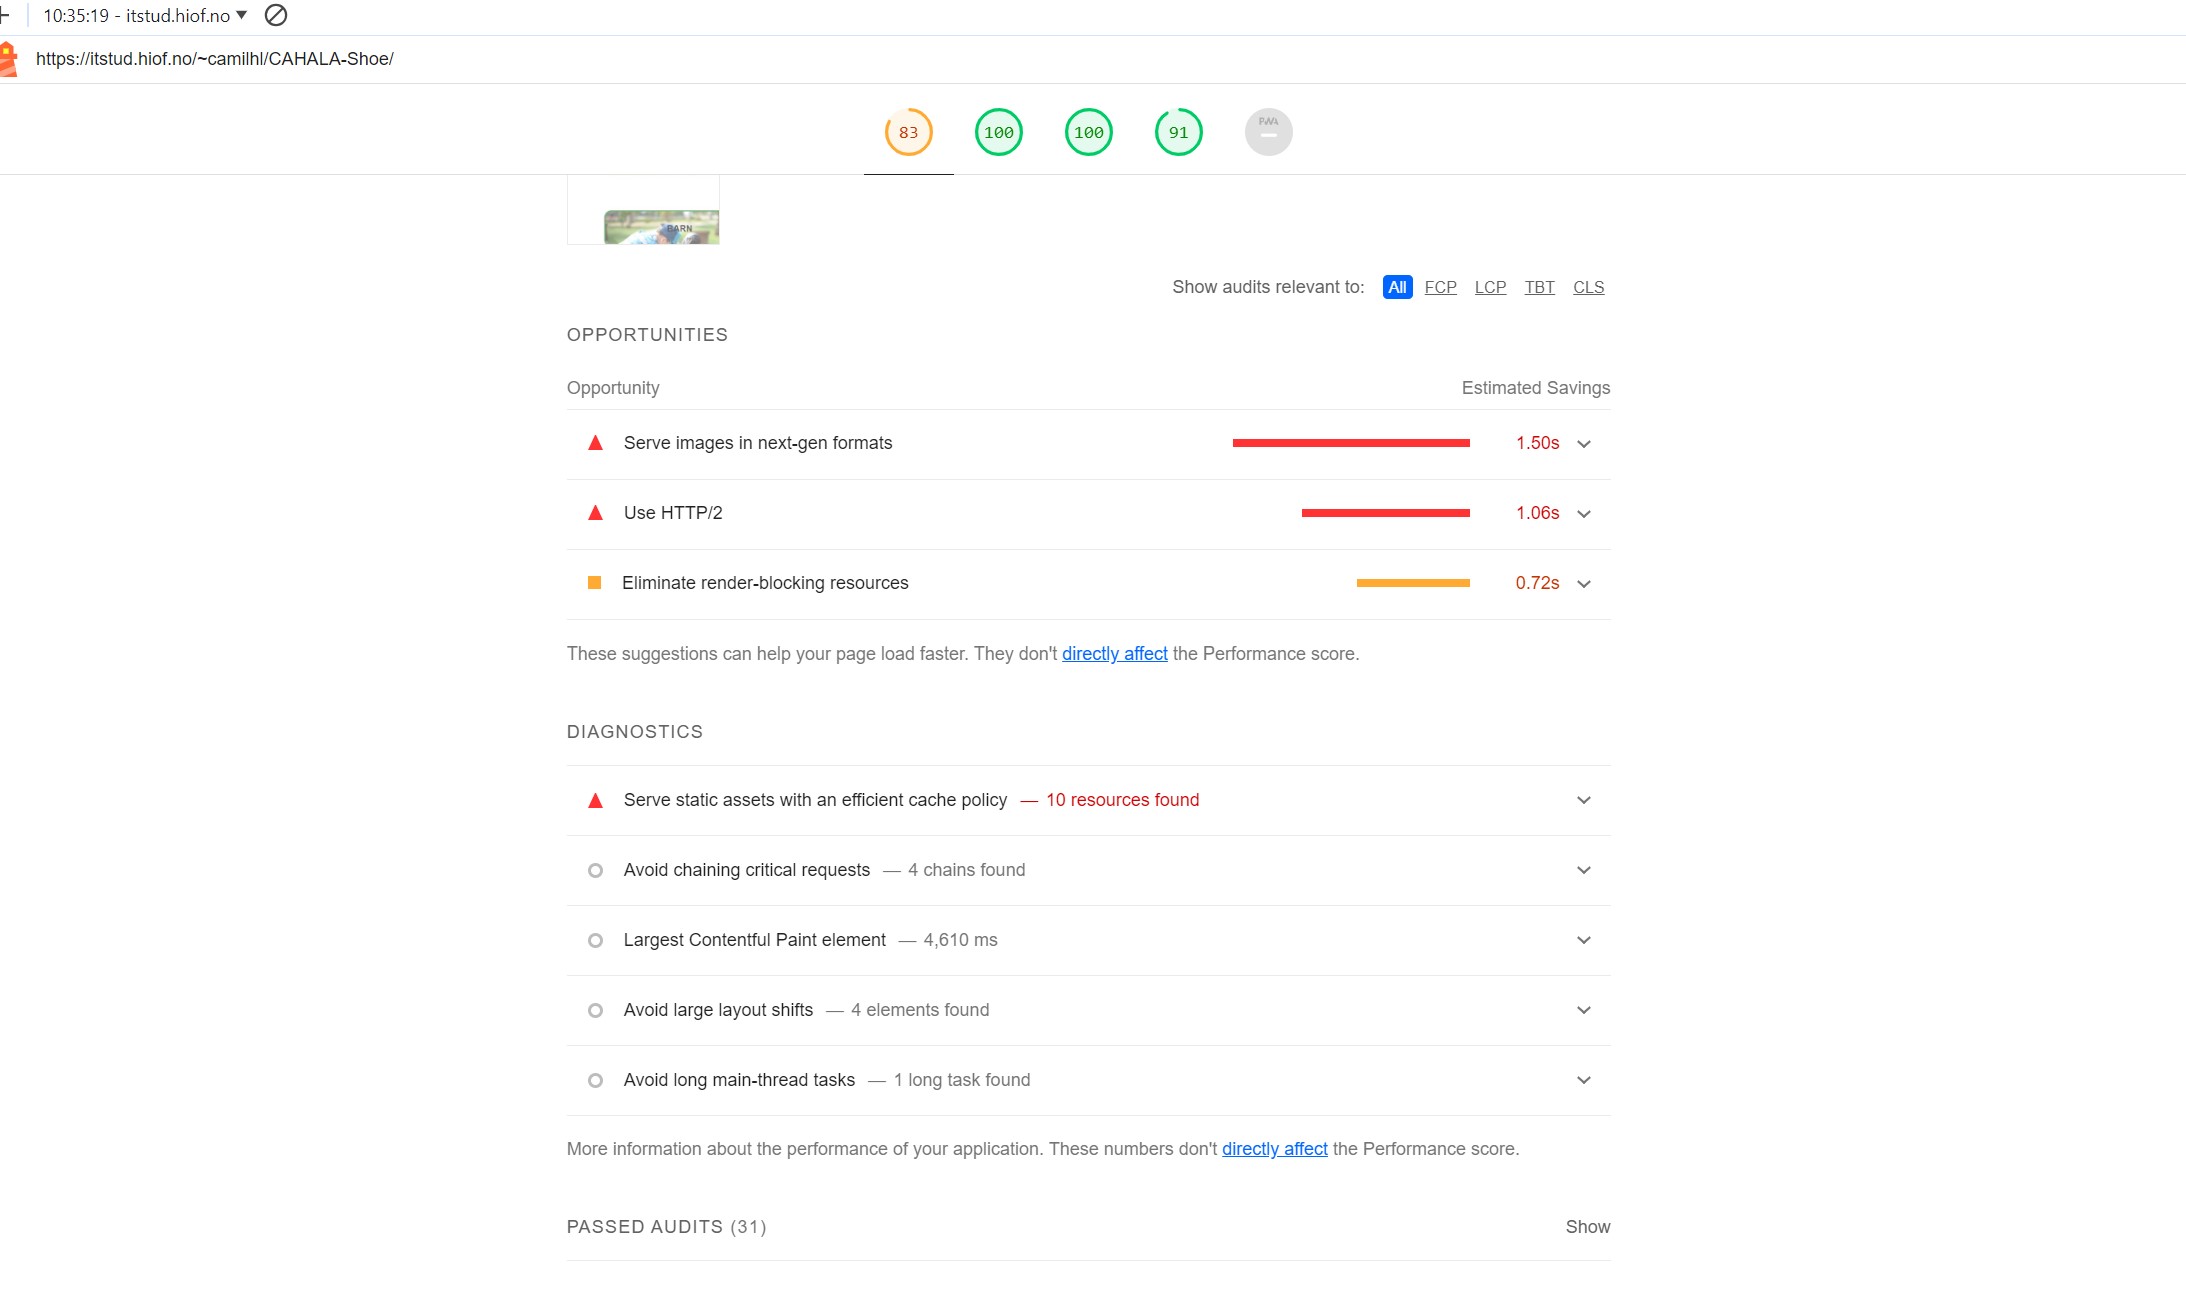 10:35:19 - itstud.hiof.no
https://itstud.hiof.no/~camilhl/CAHALA-Shoe/
83 100 100 91 PWA
BARN
Show audits relevant to: All FCP LCP TBT CLS
OPPORTUNITIES
Opportunity Estimated Savings
Serve images in next-gen formats 1.50s
Use HTTP/2 1.06s
Eliminate render-blocking resources 0.72s
These suggestions can help your page load faster. They don't directly affect the Performance score.
DIAGNOSTICS
Serve static assets with an efficient cache policy — 10 resources found
Avoid chaining critical requests — 4 chains found
Largest Contentful Paint element — 4,610 ms
Avoid large layout shifts — 4 elements found
Avoid long main-thread tasks — 1 long task found
More information about the performance of your application. These numbers don't directly affect the Performance score.
PASSED AUDITS (31) Show